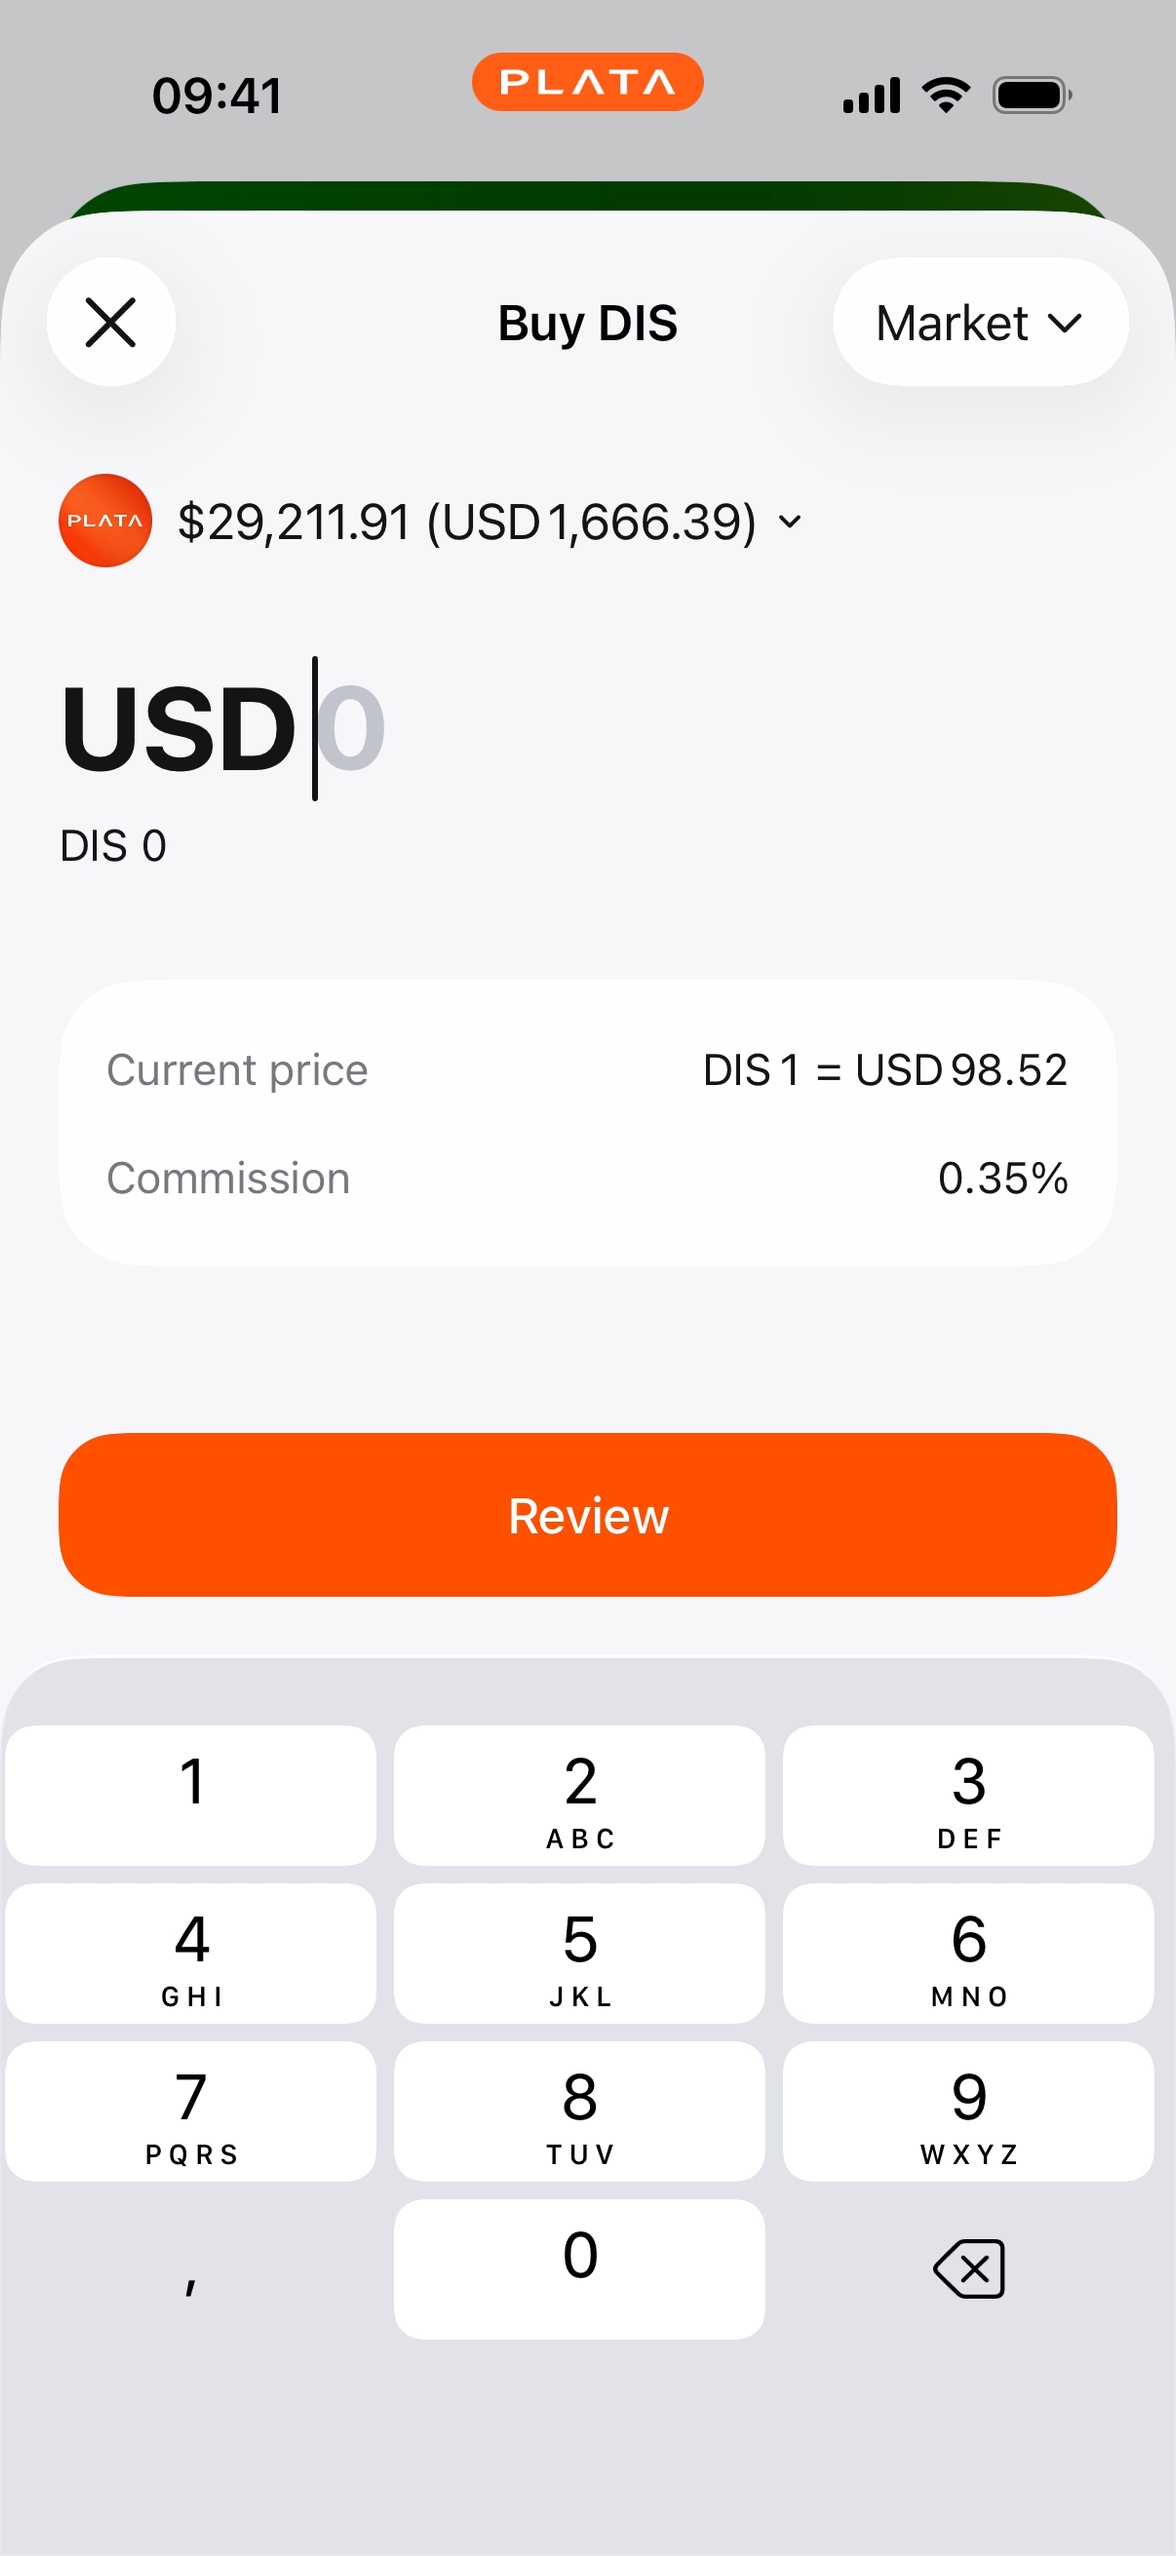 09:41
PLATA
Buy DIS
Market
PLATA
$29,211.91 (USD 1,666.39)
USD 0
DIS 0
Current price
DIS 1 = USD 98.52
Commission
0.35%
Review
1
2
ABC
3
DEF
4
GHI
5
JKL
6
MNO
7
PQRS
8
TUV
9
WXYZ
,
0